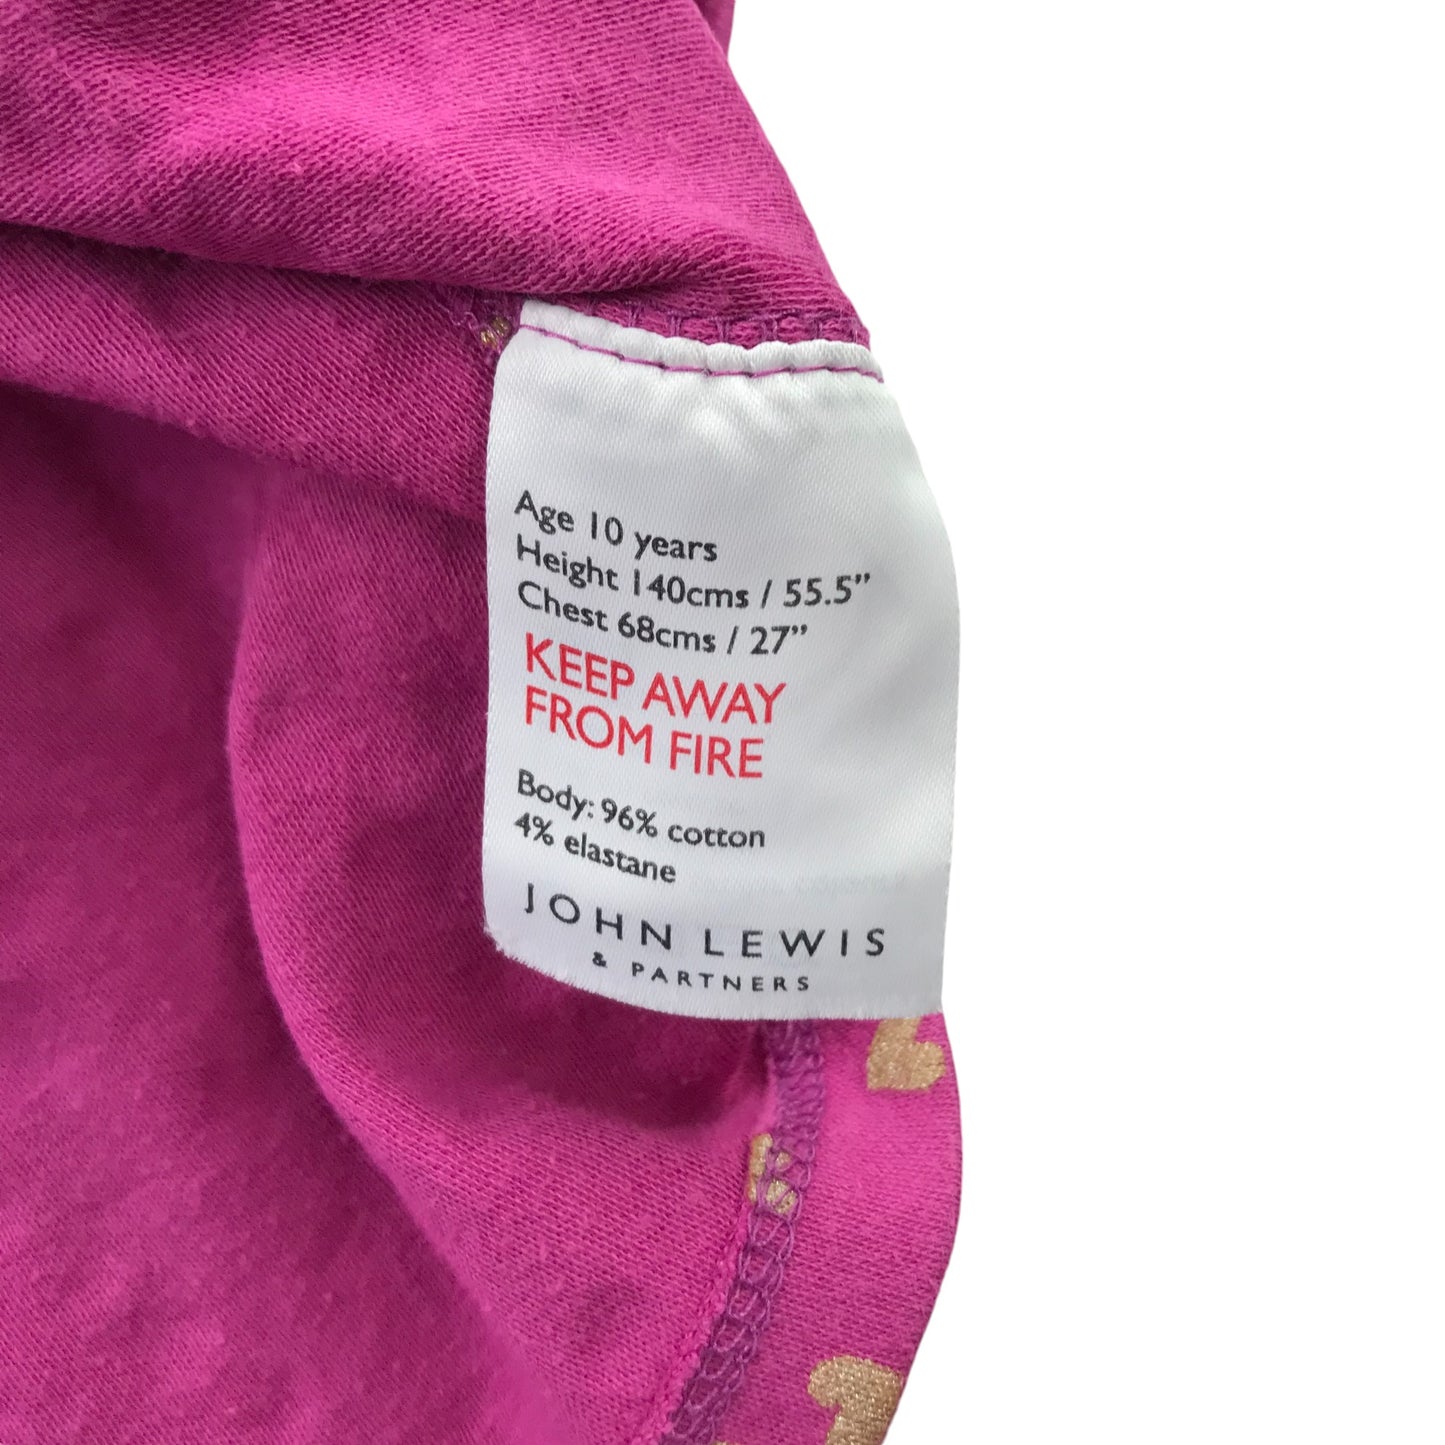 Age 10 years
Height 140cms / 55.5”
Chest 68cms / 27”
KEEP AWAY
FROM FIRE
Body: 96% cotton
4% elastane
JOHN LEWIS
& PARTNERS